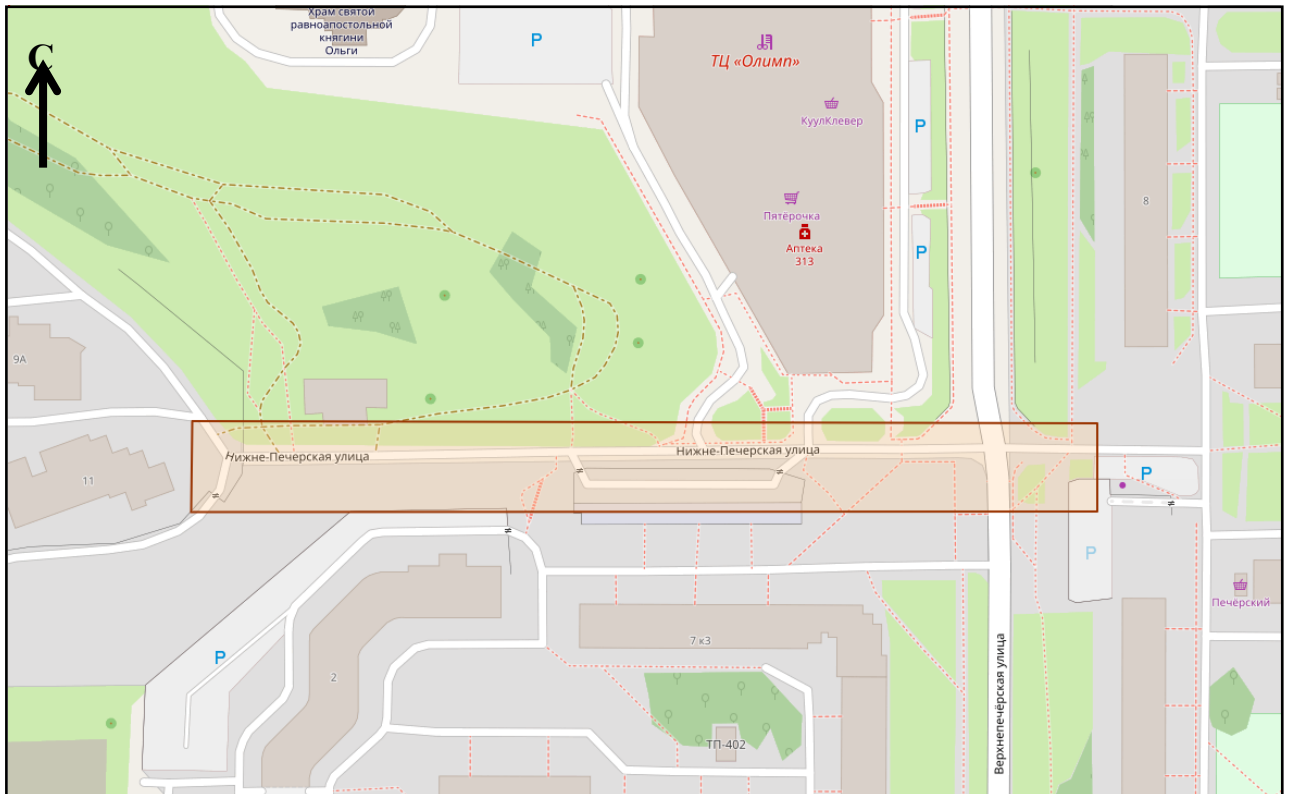 Храм святой
равноапостольной
княгини
Ольги
P
ТЦ «Олимп»
С
КуулКлевер
P
8
Пятёрочка
Аптека
313
P
9А
Нижне-Печерская улица
Нижне-Печерская улица
11
P
P
Печёрский
7 к3
P
2
Верхнепечёрская улица
ТП-402